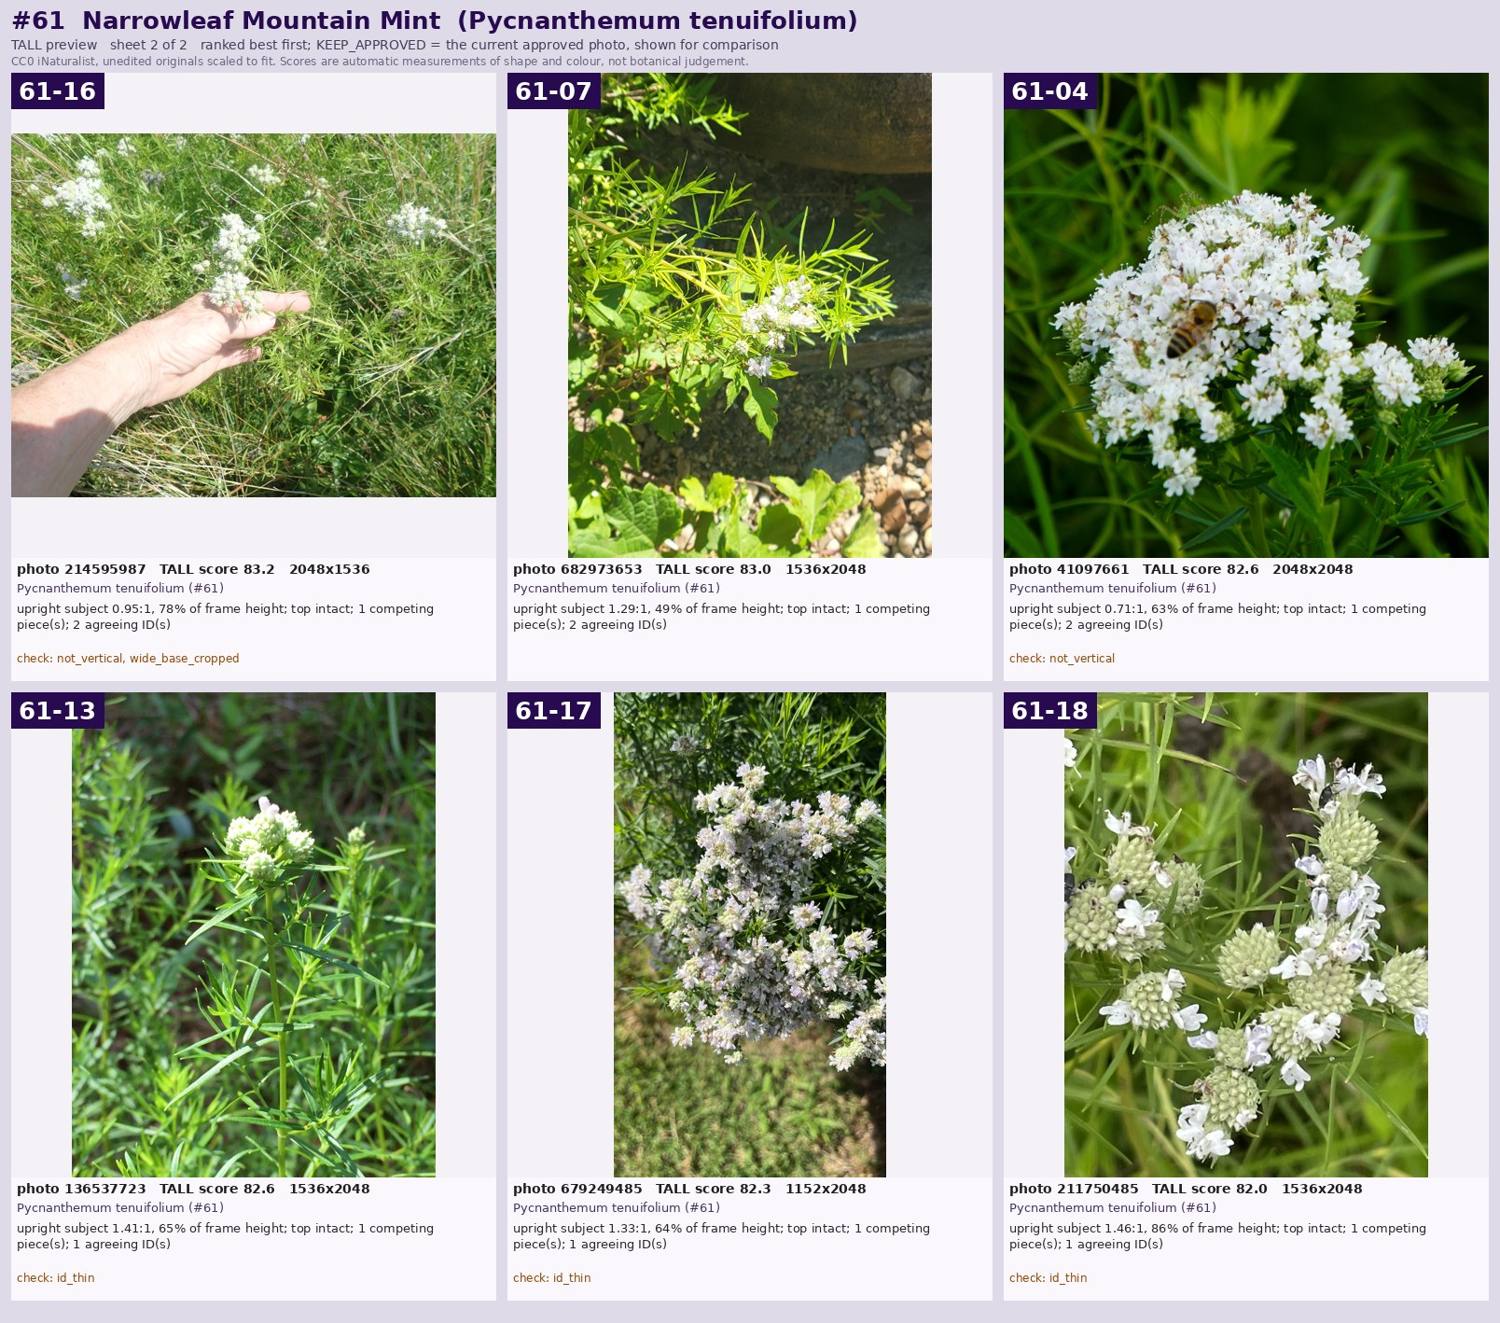 #61  Narrowleaf Mountain Mint  (Pycnanthemum tenuifolium)
TALL preview   sheet 2 of 2   ranked best first; KEEP_APPROVED = the current approved photo, shown for comparison
CC0 iNaturalist, unedited originals scaled to fit. Scores are automatic measurements of shape and colour, not botanical judgement.
61-16
61-07
61-04
photo 214595987   TALL score 83.2   2048x1536
Pycnanthemum tenuifolium (#61)
upright subject 0.95:1, 78% of frame height; top intact; 1 competing
piece(s); 2 agreeing ID(s)
check: not_vertical, wide_base_cropped
photo 682973653   TALL score 83.0   1536x2048
Pycnanthemum tenuifolium (#61)
upright subject 1.29:1, 49% of frame height; top intact; 1 competing
piece(s); 2 agreeing ID(s)
photo 41097661   TALL score 82.6   2048x2048
Pycnanthemum tenuifolium (#61)
upright subject 0.71:1, 63% of frame height; top intact; 1 competing
piece(s); 2 agreeing ID(s)
check: not_vertical
61-13
61-17
61-18
photo 136537723   TALL score 82.6   1536x2048
Pycnanthemum tenuifolium (#61)
upright subject 1.41:1, 65% of frame height; top intact; 1 competing
piece(s); 1 agreeing ID(s)
check: id_thin
photo 679249485   TALL score 82.3   1152x2048
Pycnanthemum tenuifolium (#61)
upright subject 1.33:1, 64% of frame height; top intact; 1 competing
piece(s); 1 agreeing ID(s)
check: id_thin
photo 211750485   TALL score 82.0   1536x2048
Pycnanthemum tenuifolium (#61)
upright subject 1.46:1, 86% of frame height; top intact; 1 competing
piece(s); 1 agreeing ID(s)
check: id_thin